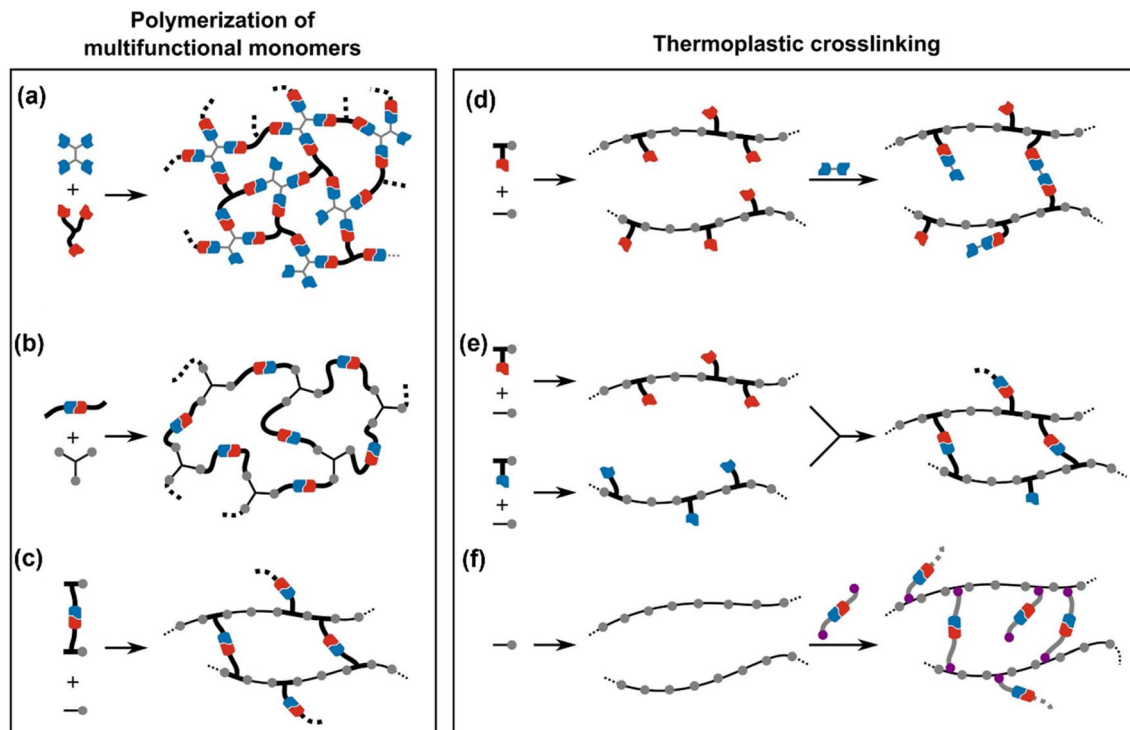 Polymerization of
multifunctional monomers
Thermoplastic crosslinking
(a)
+
(b)
+
(c)
+
(d)
+
(e)
+
+
(f)